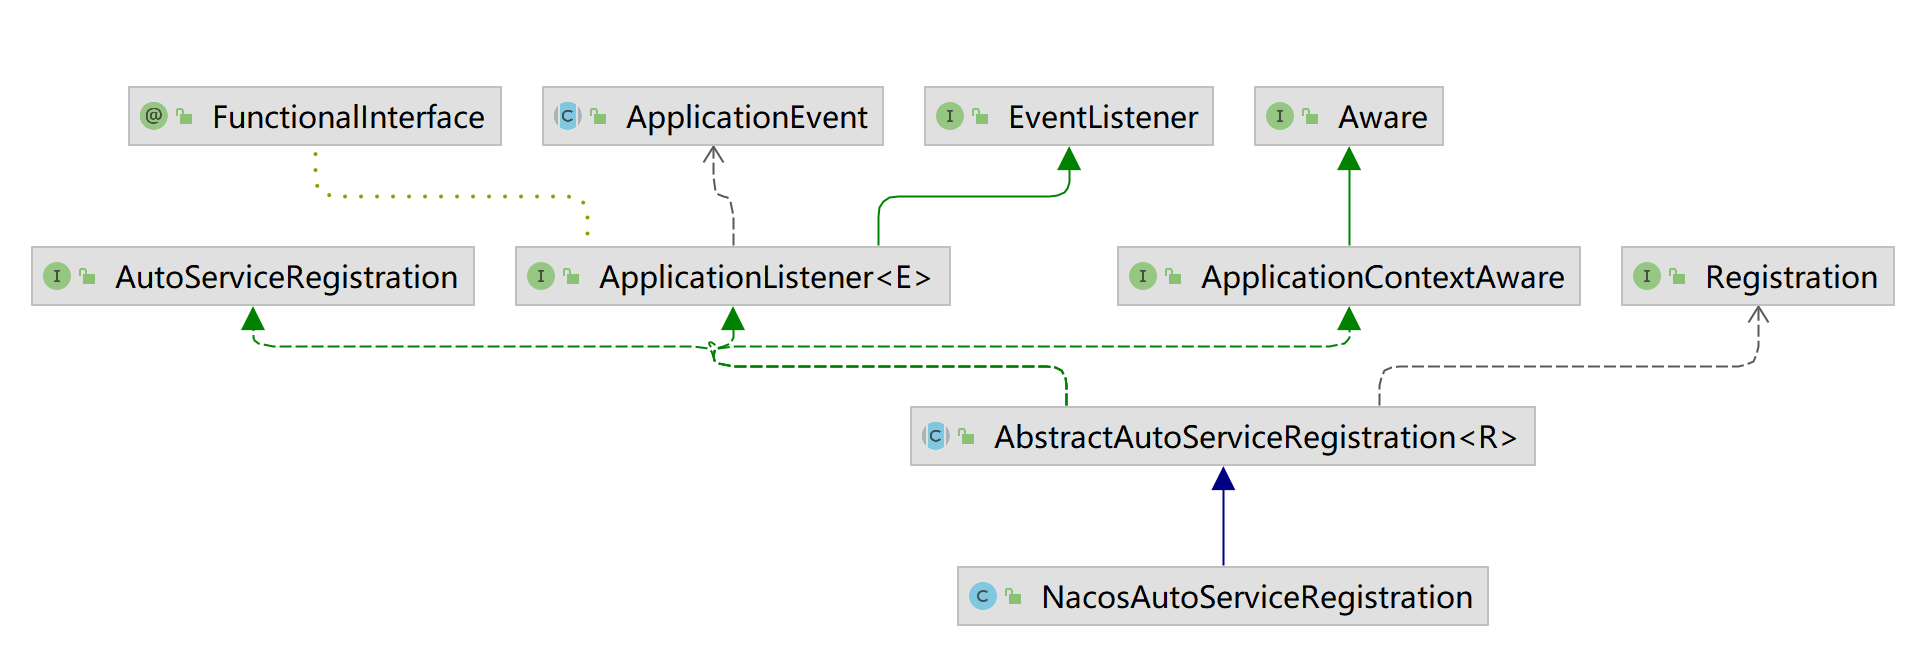 FunctionalInterface
ApplicationEvent
EventListener
Aware
AutoServiceRegistration
ApplicationListener<E>
ApplicationContextAware
Registration
AbstractAutoServiceRegistration<R>
NacosAutoServiceRegistration